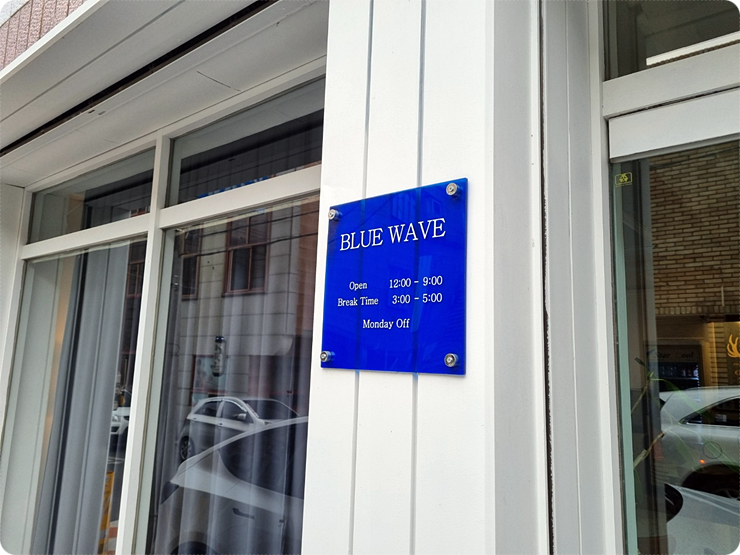 BLUE WAVE
Open 12:00 - 9:00
Break Time 3:00 - 5:00
Monday Off